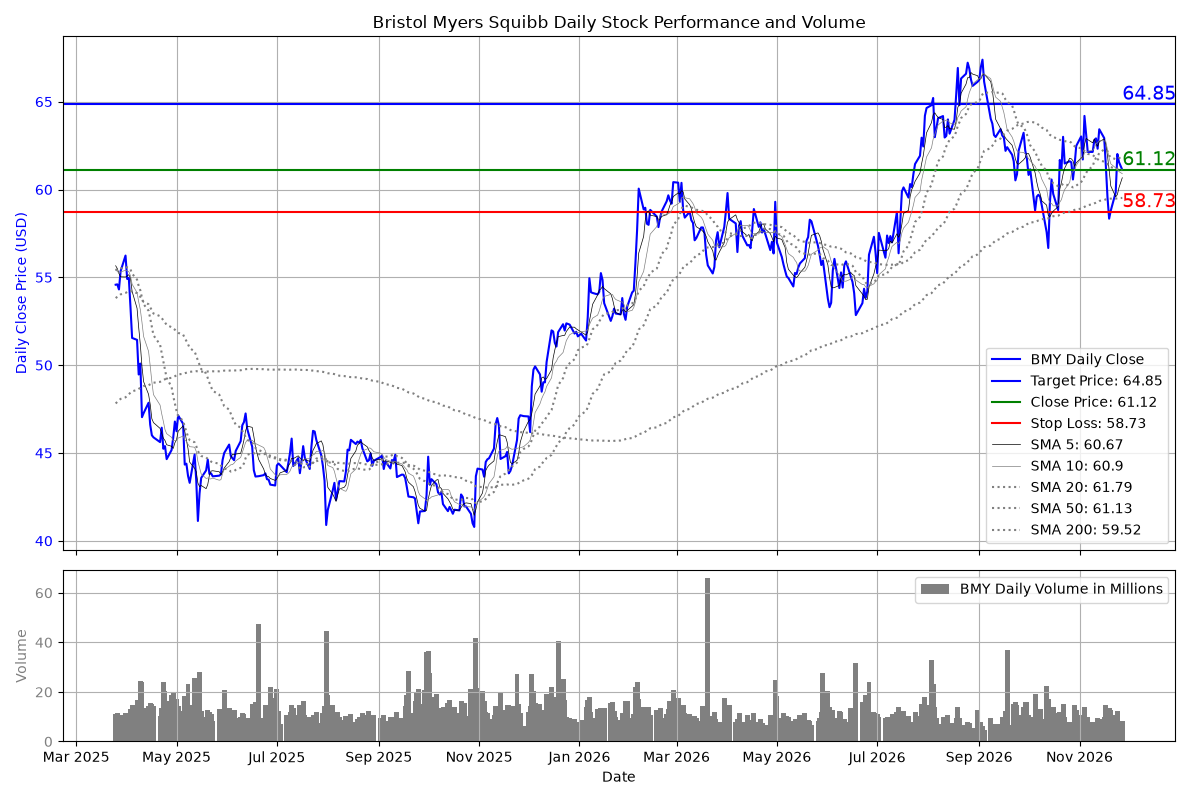 Bristol Myers Squibb Daily Stock Performance and Volume
Daily Close Price (USD)
65
60
55
50
45
40
64.85
61.12
58.73
BMY Daily Close
Target Price: 64.85
Close Price: 61.12
Stop Loss: 58.73
SMA 5: 60.67
SMA 10: 60.9
SMA 20: 61.79
SMA 50: 61.13
SMA 200: 59.52
Volume
60
40
20
0
BMY Daily Volume in Millions
Mar 2025 May 2025 Jul 2025 Sep 2025 Nov 2025 Jan 2026 Mar 2026 May 2026 Jul 2026 Sep 2026 Nov 2026
Date